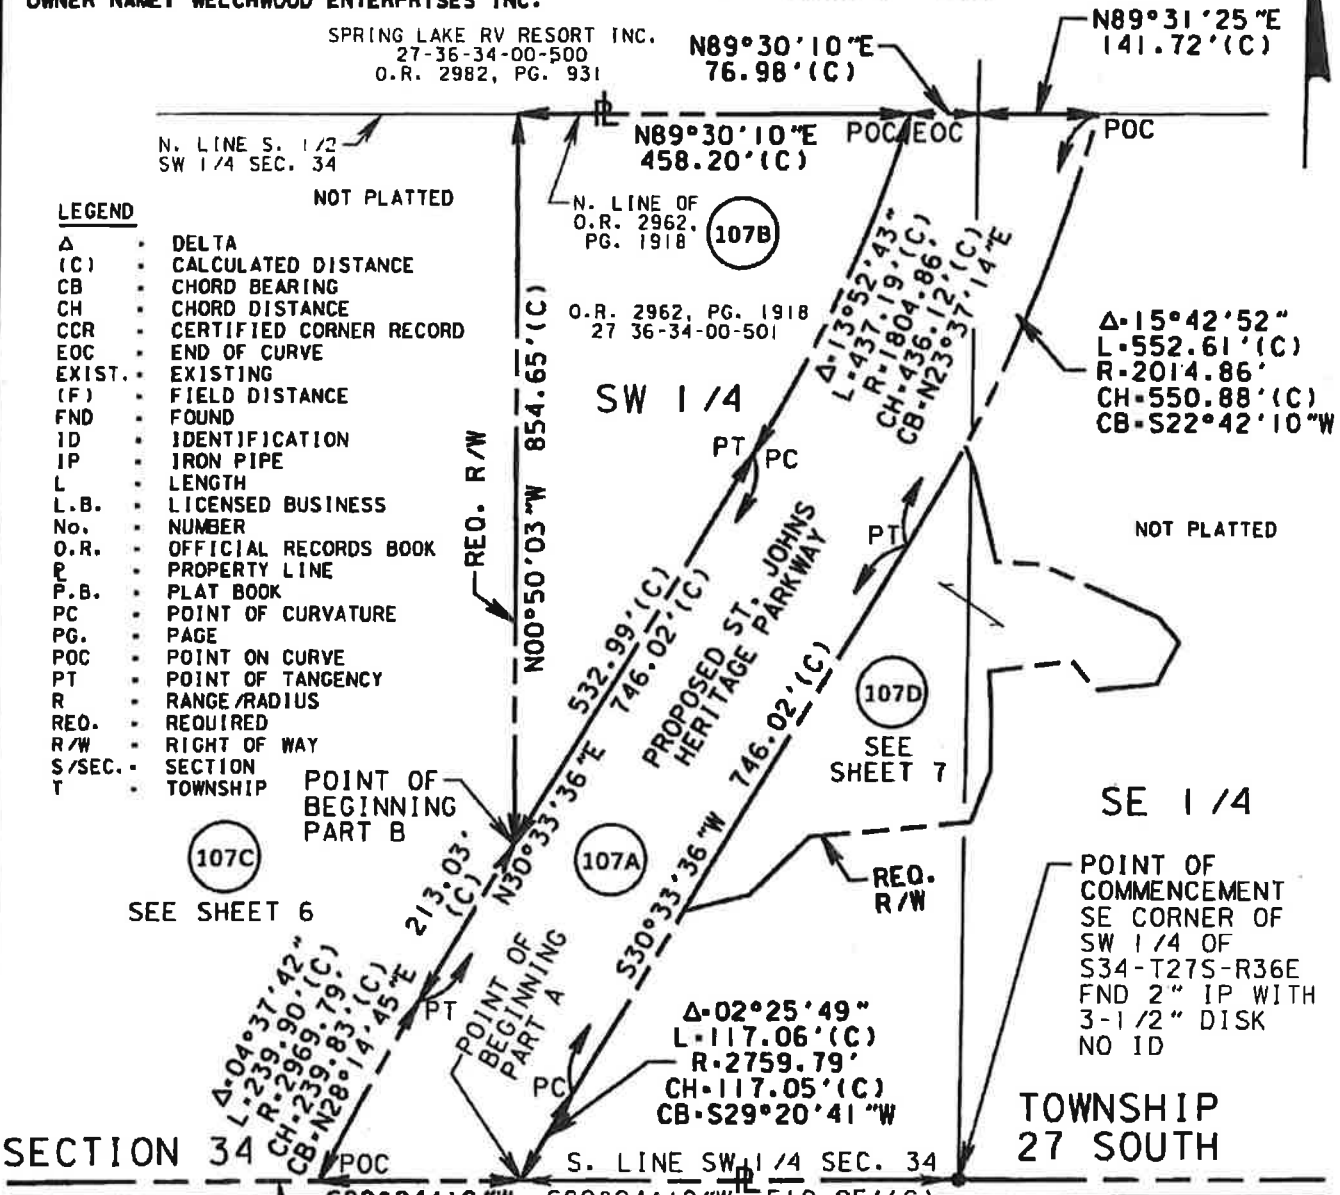 OWNER NAME: WELCHWOOD ENTERPRISES INC.
SPRING LAKE RV RESORT INC.
27-36-34-00-500
O.R. 2982, PG. 931
N89°30'10"E
76.98'(C)
N89°31'25"E
141.72'(C)
N. LINE S. 1/2
SW 1/4 SEC. 34
N89°30'10"E
458.20'(C)
POC/EOC
POC
NOT PLATTED
N. LINE OF
O.R. 2962,
PG. 1918
107B
O.R. 2962, PG. 1918
27 36-34-00-501
LEGEND
Δ - DELTA
(C) - CALCULATED DISTANCE
CB - CHORD BEARING
CH - CHORD DISTANCE
CCR - CERTIFIED CORNER RECORD
EOC - END OF CURVE
EXIST. - EXISTING
(F) - FIELD DISTANCE
FND - FOUND
ID - IDENTIFICATION
IP - IRON PIPE
L - LENGTH
L.B. - LICENSED BUSINESS
No. - NUMBER
O.R. - OFFICIAL RECORDS BOOK
PL - PROPERTY LINE
P.B. - PLAT BOOK
PC - POINT OF CURVATURE
PG. - PAGE
POC - POINT ON CURVE
PT - POINT OF TANGENCY
R - RANGE/RADIUS
REQ. - REQUIRED
R/W - RIGHT OF WAY
S/SEC. - SECTION
T - TOWNSHIP
REQ. R/W
N00°50'03"W 854.65'(C)
SW 1/4
Δ=13°52'43"
L=437.19'(C)
R=1804.86'
CH=436.12'(C)
CB=N23°37'14"E
Δ=15°42'52"
L=552.61'(C)
R=2014.86'
CH=550.88'(C)
CB=S22°42'10"W
PT
PC
PT
NOT PLATTED
532.99'(C)
746.02'(C)
N30°33'36"E
PROPOSED ST. JOHNS
HERITAGE PARKWAY
S30°33'36"W 746.02'(C)
107D
SEE
SHEET 7
SE 1/4
POINT OF
BEGINNING
PART B
107C
SEE SHEET 6
213.03'
(C)
107A
REQ.
R/W
POINT OF
COMMENCEMENT
SE CORNER OF
SW 1/4 OF
S34-T27S-R36E
FND 2" IP WITH
3-1/2" DISK
NO ID
Δ=04°37'42"
L=239.90'(C)
R=2969.79'
CH=239.83'(C)
CB=N28°14'45"E
PT
POINT OF
BEGINNING
PART A
PC
Δ=02°25'49"
L=117.06'(C)
R=2759.79'
CH=117.05'(C)
CB=S29°20'41"W
TOWNSHIP
27 SOUTH
SECTION 34
POC
S. LINE SW 1/4 SEC. 34
PL